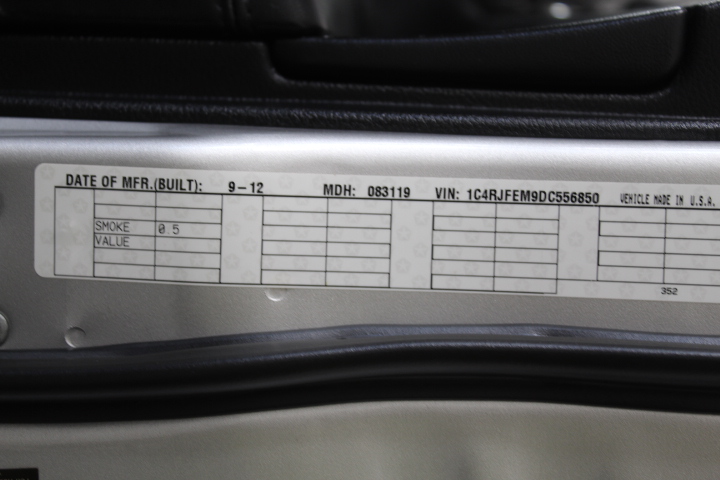 DATE OF MFR.(BUILT): 9-12 MDH: 083119 VIN: 1C4RJFEM9DC556850 VEHICLE MADE IN U.S.A.
SMOKE 0.5
VALUE
352